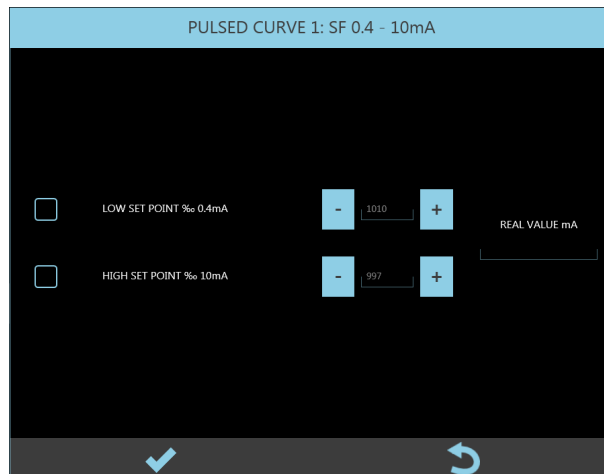 PULSED CURVE 1: SF 0.4 - 10mA
LOW SET POINT ‰ 0.4mA - 1010 +
REAL VALUE mA
HIGH SET POINT ‰ 10mA - 997 +